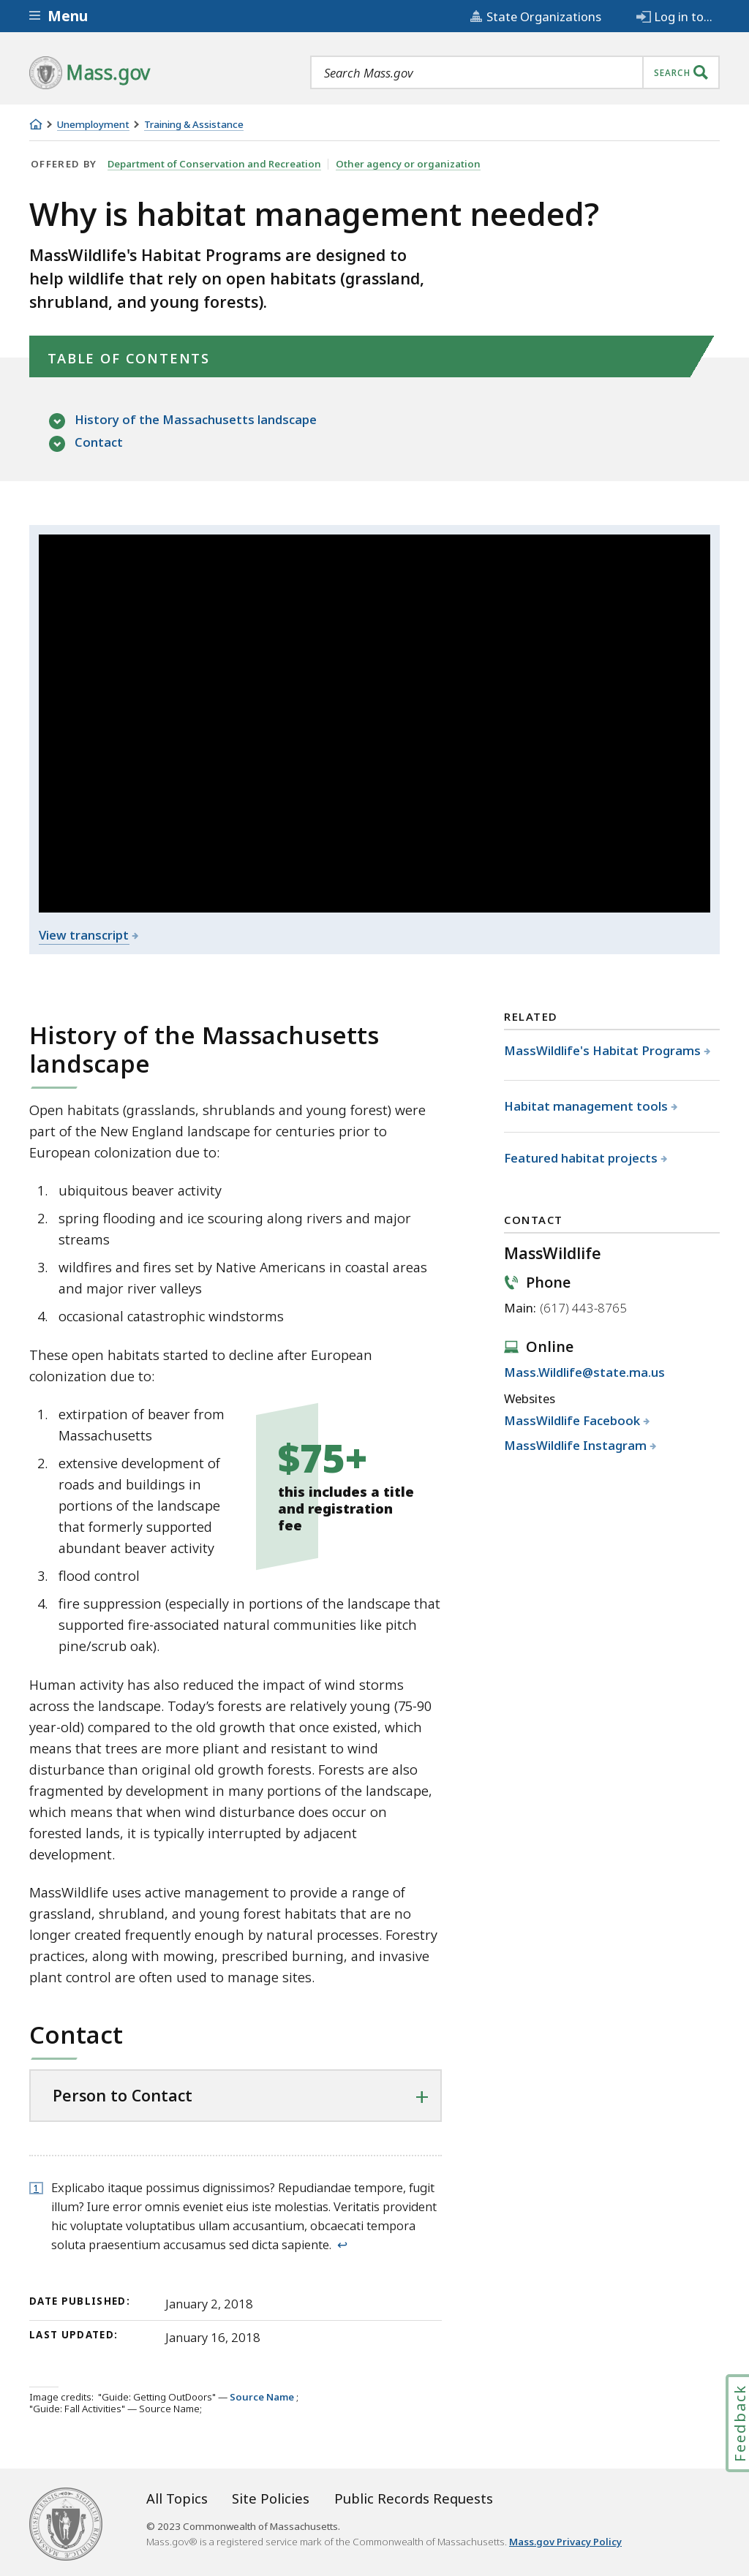 Menu
State Organizations
Log in to...
Mass.gov
Search Mass.gov
SEARCH
Unemployment
Training & Assistance
OFFERED BY Department of Conservation and Recreation Other agency or organization
Why is habitat management needed?
MassWildlife's Habitat Programs are designed to
help wildlife that rely on open habitats (grassland,
shrubland, and young forests).
TABLE OF CONTENTS
History of the Massachusetts landscape
Contact
View transcript
History of the Massachusetts
landscape
Open habitats (grasslands, shrublands and young forest) were
part of the New England landscape for centuries prior to
European colonization due to:
1. ubiquitous beaver activity
2. spring flooding and ice scouring along rivers and major
streams
3. wildfires and fires set by Native Americans in coastal areas
and major river valleys
4. occasional catastrophic windstorms
These open habitats started to decline after European
colonization due to:
1. extirpation of beaver from
Massachusetts
2. extensive development of
roads and buildings in
portions of the landscape
that formerly supported
abundant beaver activity
3. flood control
4. fire suppression (especially in portions of the landscape that
supported fire-associated natural communities like pitch
pine/scrub oak).
$75+
this includes a title
and registration
fee
Human activity has also reduced the impact of wind storms
across the landscape. Today's forests are relatively young (75-90
year-old) compared to the old growth that once existed, which
means that trees are more pliant and resistant to wind
disturbance than original old growth forests. Forests are also
fragmented by development in many portions of the landscape,
which means that when wind disturbance does occur on
forested lands, it is typically interrupted by adjacent
development.
MassWildlife uses active management to provide a range of
grassland, shrubland, and young forest habitats that are no
longer created frequently enough by natural processes. Forestry
practices, along with mowing, prescribed burning, and invasive
plant control are often used to manage sites.
Contact
Person to Contact
1 Explicabo itaque possimus dignissimos? Repudiandae tempore, fugit
illum? Iure error omnis eveniet eius iste molestias. Veritatis provident
hic voluptate voluptatibus ullam accusantium, obcaecati tempora
soluta praesentium accusamus sed dicta sapiente. ↩
DATE PUBLISHED: January 2, 2018
LAST UPDATED: January 16, 2018
Image credits: "Guide: Getting OutDoors" — Source Name ;
"Guide: Fall Activities" — Source Name;
RELATED
MassWildlife's Habitat Programs
Habitat management tools
Featured habitat projects
CONTACT
MassWildlife
Phone
Main: (617) 443-8765
Online
Mass.Wildlife@state.ma.us
Websites
MassWildlife Facebook
MassWildlife Instagram
Feedback
All Topics Site Policies Public Records Requests
© 2023 Commonwealth of Massachusetts.
Mass.gov® is a registered service mark of the Commonwealth of Massachusetts. Mass.gov Privacy Policy